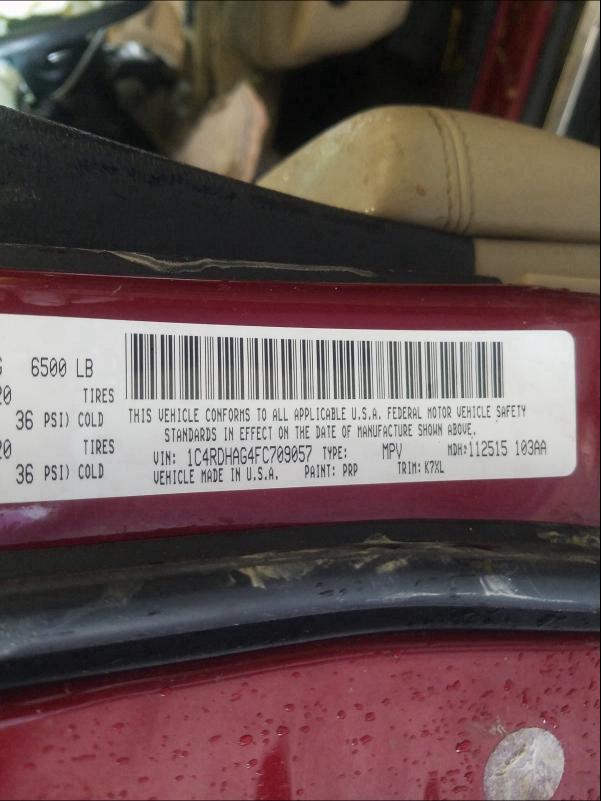 G 6500 LB
20 TIRES
36 PSI) COLD
20 TIRES
36 PSI) COLD
THIS VEHICLE CONFORMS TO ALL APPLICABLE U.S.A. FEDERAL MOTOR VEHICLE SAFETY
STANDARDS IN EFFECT ON THE DATE OF MANUFACTURE SHOWN ABOVE.
VIN: 1C4RDHAG4FC709057 TYPE: MPV MDH:112515 103AA
VEHICLE MADE IN U.S.A. PAINT: PRP TRIM: K7XL